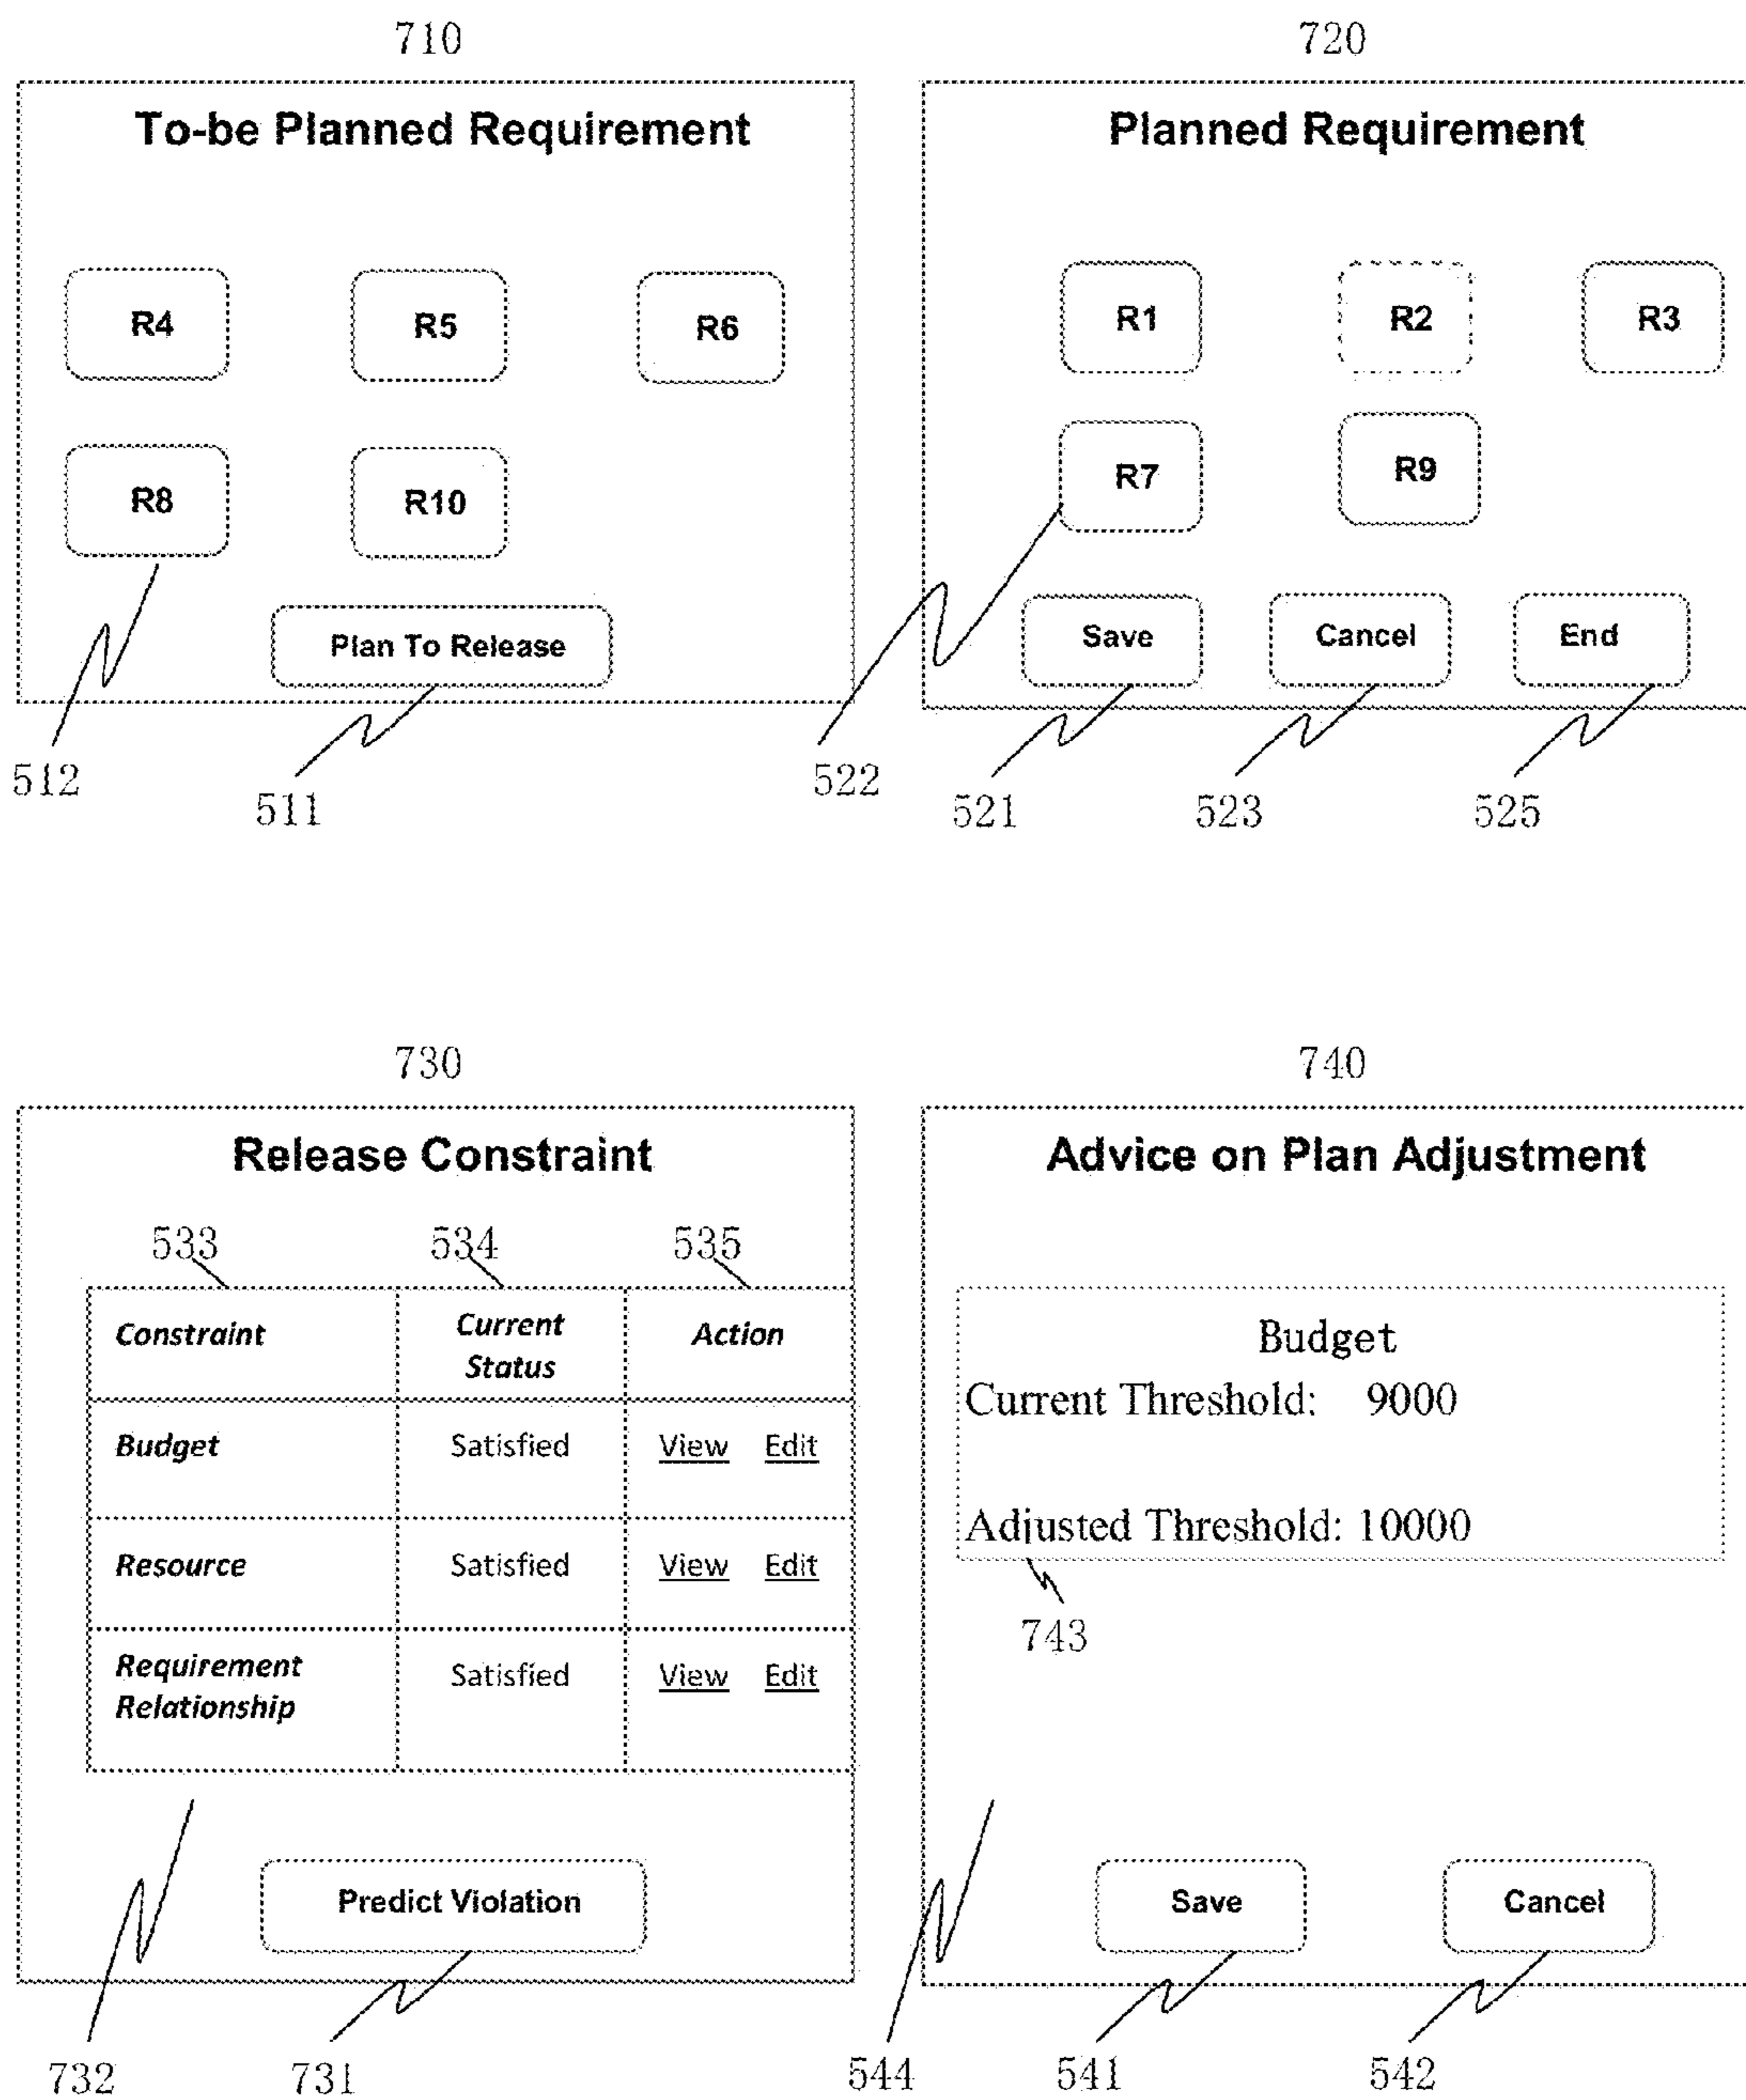 710
To-be Planned Requirement
R4
R5
R6
R8
R10
Plan To Release
512
511
720
Planned Requirement
R1
R2
R3
R7
R9
Save
Cancel
End
522
521
523
525
730
Release Constraint
533
534
535
Constraint
Current
Status
Action
Budget
Satisfied
View
Edit
Resource
Satisfied
View
Edit
Requirement
Relationship
Satisfied
View
Edit
Predict Violation
732
731
740
Advice on Plan Adjustment
Budget
Current Threshold: 9000
Adjusted Threshold: 10000
743
Save
Cancel
544
541
542